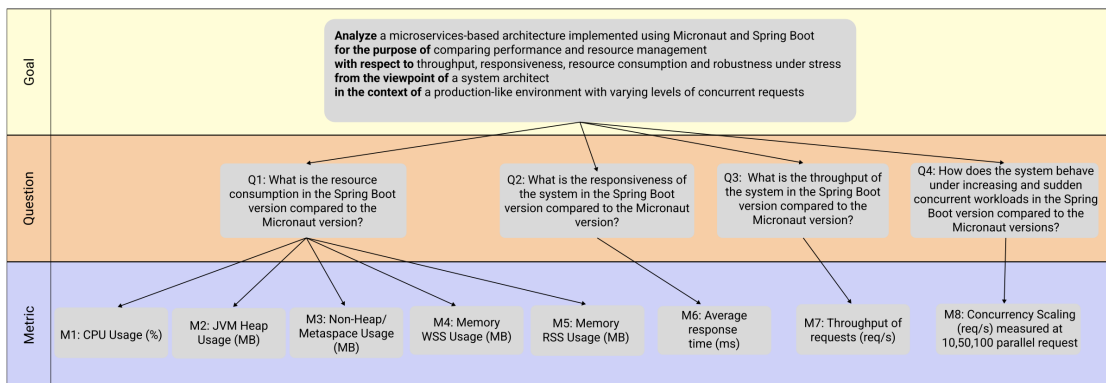 Goal
Analyze a microservices-based architecture implemented using Micronaut and Spring Boot
for the purpose of comparing performance and resource management
with respect to throughput, responsiveness, resource consumption and robustness under stress
from the viewpoint of a system architect
in the context of a production-like environment with varying levels of concurrent requests
Question
Q1: What is the resource
consumption in the Spring Boot
version compared to the
Micronaut version?
Q2: What is the responsiveness of
the system in the Spring Boot
version compared to the Micronaut
version?
Q3: What is the throughput of
the system in the Spring Boot
version compared to the Micronaut
version?
Q4: How does the system behave
under increasing and sudden
concurrent workloads in the Spring
Boot version compared to the
Micronaut versions?
Metric
M1: CPU Usage (%)
M2: JVM Heap
Usage (MB)
M3: Non-Heap/
Metaspace Usage
(MB)
M4: Memory
WSS Usage (MB)
M5: Memory
RSS Usage (MB)
M6: Average
response
time (ms)
M7: Throughput of
requests (req/s)
M8: Concurrency Scaling
(req/s) measured at
10,50,100 parallel request